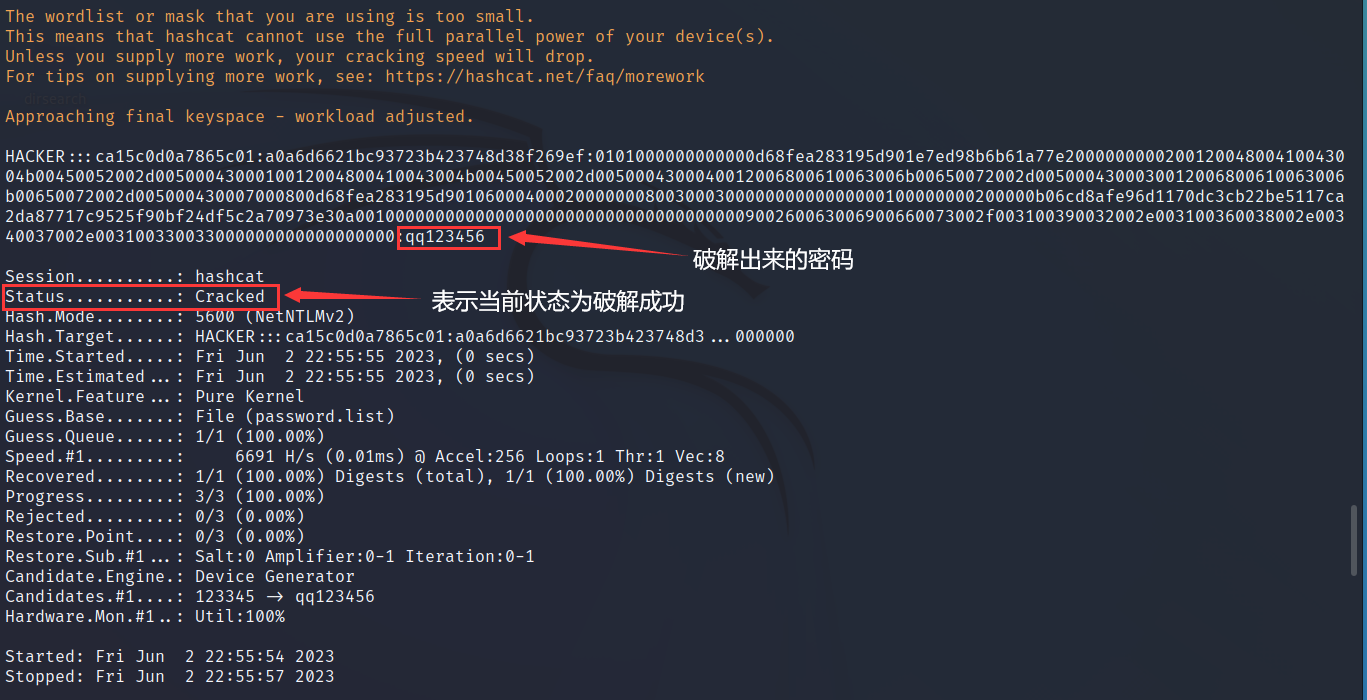 The wordlist or mask that you are using is too small.
This means that hashcat cannot use the full parallel power of your device(s).
Unless you supply more work, your cracking speed will drop.
For tips on supplying more work, see: https://hashcat.net/faq/morework
Approaching final keyspace - workload adjusted.
HACKER:::ca15c0d0a7865c01:a0a6d6621bc93723b423748d38f269ef:0101000000000000d68fea283195d901e7ed98b6b61a77e2000000000200120048004100430
04b00450052002d0050004300010012004800410043004b00450052002d005000430004001200680061006300‌6b00650072002d005000430003001200680061006300‌6
b00650072002d005000430007000800d68fea283195d90106000400020000000800300030000000000000000100000000200000b06cd8afe96d1170dc3cb22be5117ca
2da87717c9525f90bf24df5c2a70973e30a0010000000000000000000000000000000000009002600630069006600730‌02f003100390032002e003100360038002e003
40037002e003100330033000000000000000000:qq123456
破解出来的密码
Session..........: hashcat
Status...........: Cracked
表示当前状态为破解成功
Hash.Mode........: 5600 (NetNTLMv2)
Hash.Target......: HACKER:::ca15c0d0a7865c01:a0a6d6621bc93723b423748d3...000000
Time.Started.....: Fri Jun  2 22:55:55 2023, (0 secs)
Time.Estimated...: Fri Jun  2 22:55:55 2023, (0 secs)
Kernel.Feature...: Pure Kernel
Guess.Base.......: File (password.list)
Guess.Queue......: 1/1 (100.00%)
Speed.#1.........:     6691 H/s (0.01ms) @ Accel:256 Loops:1 Thr:1 Vec:8
Recovered........: 1/1 (100.00%) Digests (total), 1/1 (100.00%) Digests (new)
Progress.........: 3/3 (100.00%)
Rejected.........: 0/3 (0.00%)
Restore.Point....: 0/3 (0.00%)
Restore.Sub.#1...: Salt:0 Amplifier:0-1 Iteration:0-1
Candidate.Engine.: Device Generator
Candidates.#1....: 123345 -> qq123456
Hardware.Mon.#1..: Util:100%
Started: Fri Jun  2 22:55:54 2023
Stopped: Fri Jun  2 22:55:57 2023